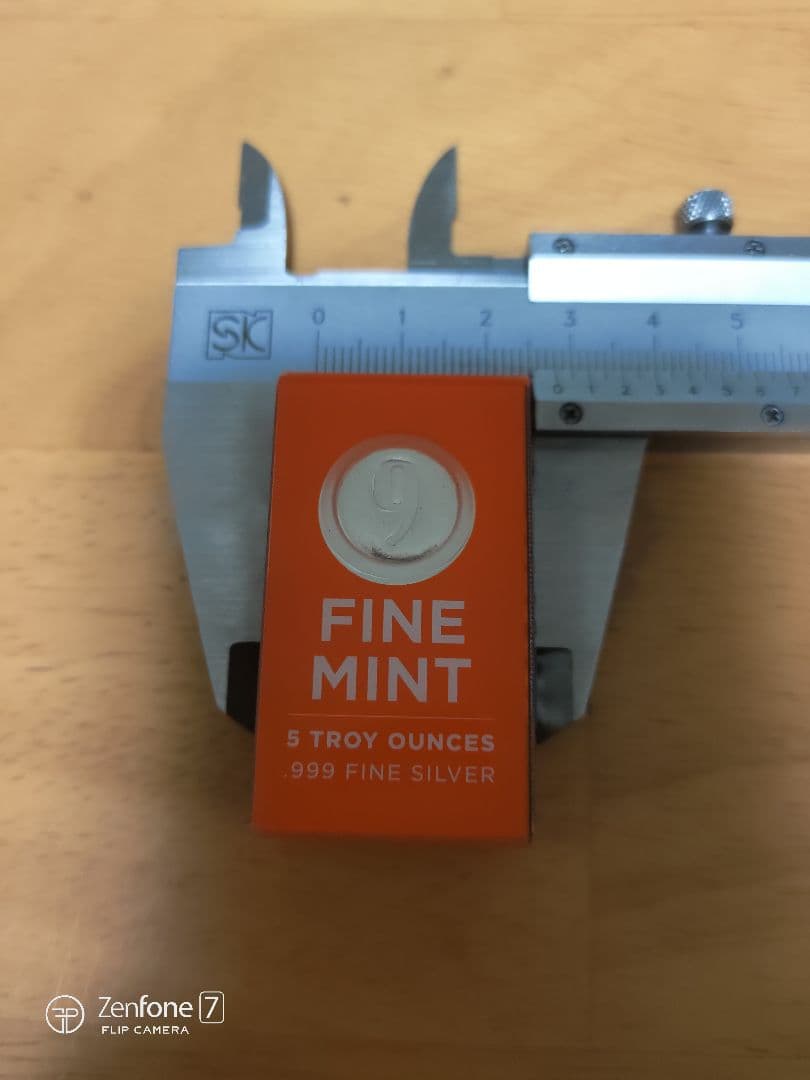 SK
0 1 2 3 4 5
0 1 2 3 4 5 6 7
9
FINE
MINT
5 TROY OUNCES
.999 FINE SILVER
Zenfone 7
FLIP CAMERA